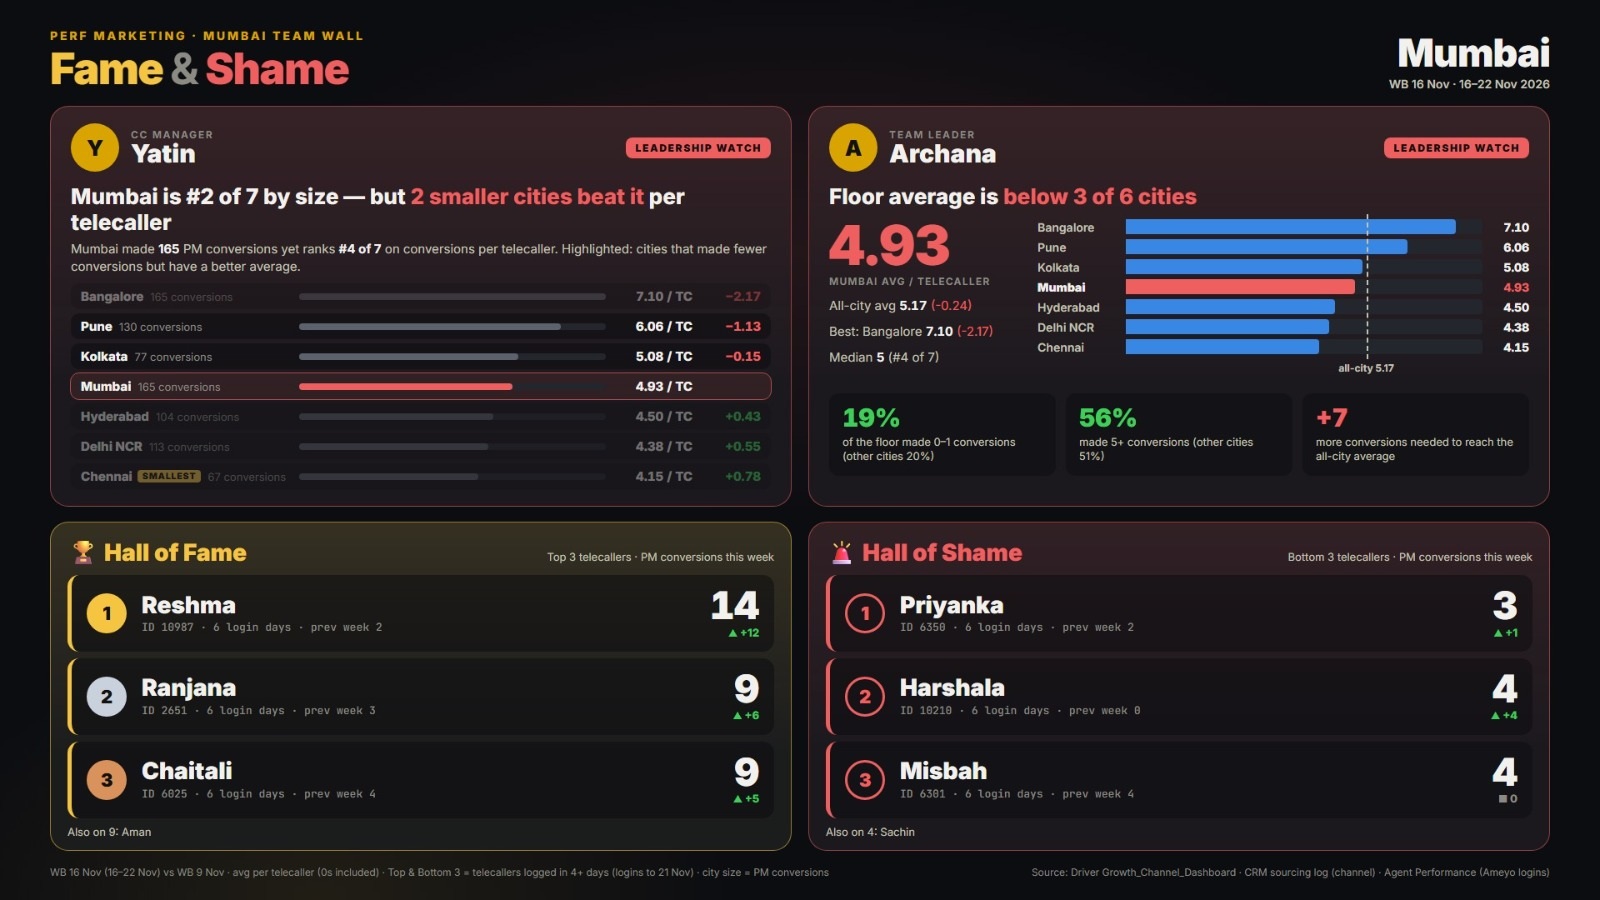 PERF MARKETING · MUMBAI TEAM WALL
Fame & Shame
Mumbai
WB 16 Nov · 16–22 Nov 2026
Y
CC MANAGER
Yatin
LEADERSHIP WATCH
Mumbai is #2 of 7 by size — but 2 smaller cities beat it per
telecaller
Mumbai made 165 PM conversions yet ranks #4 of 7 on conversions per telecaller. Highlighted: cities that made fewer
conversions but have a better average.
Bangalore 165 conversions 7.10 / TC −2.17
Pune 130 conversions 6.06 / TC −1.13
Kolkata 77 conversions 5.08 / TC −0.15
Mumbai 165 conversions 4.93 / TC
Hyderabad 104 conversions 4.50 / TC +0.43
Delhi NCR 113 conversions 4.38 / TC +0.55
Chennai SMALLEST 67 conversions 4.15 / TC +0.78
A
TEAM LEADER
Archana
LEADERSHIP WATCH
Floor average is below 3 of 6 cities
4.93
MUMBAI AVG / TELECALLER
All-city avg 5.17 (-0.24)
Best: Bangalore 7.10 (-2.17)
Median 5 (#4 of 7)
Bangalore 7.10
Pune 6.06
Kolkata 5.08
Mumbai 4.93
Hyderabad 4.50
Delhi NCR 4.38
Chennai 4.15
all-city 5.17
19%
of the floor made 0–1 conversions
(other cities 20%)
56%
made 5+ conversions (other cities
51%)
+7
more conversions needed to reach the
all-city average
🏆 Hall of Fame
Top 3 telecallers · PM conversions this week
1
Reshma
ID 10987 · 6 login days · prev week 2
14
▲ +12
2
Ranjana
ID 2651 · 6 login days · prev week 3
9
▲ +6
3
Chaitali
ID 6025 · 6 login days · prev week 4
9
▲ +5
Also on 9: Aman
🚨 Hall of Shame
Bottom 3 telecallers · PM conversions this week
1
Priyanka
ID 6350 · 6 login days · prev week 2
3
▲ +1
2
Harshala
ID 10210 · 6 login days · prev week 0
4
▲ +4
3
Misbah
ID 6301 · 6 login days · prev week 4
4
■ 0
Also on 4: Sachin
WB 16 Nov (16–22 Nov) vs WB 9 Nov · avg per telecaller (0s included) · Top & Bottom 3 = telecallers logged in 4+ days (logins to 21 Nov) · city size = PM conversions
Source: Driver Growth_Channel_Dashboard · CRM sourcing log (channel) · Agent Performance (Ameyo logins)